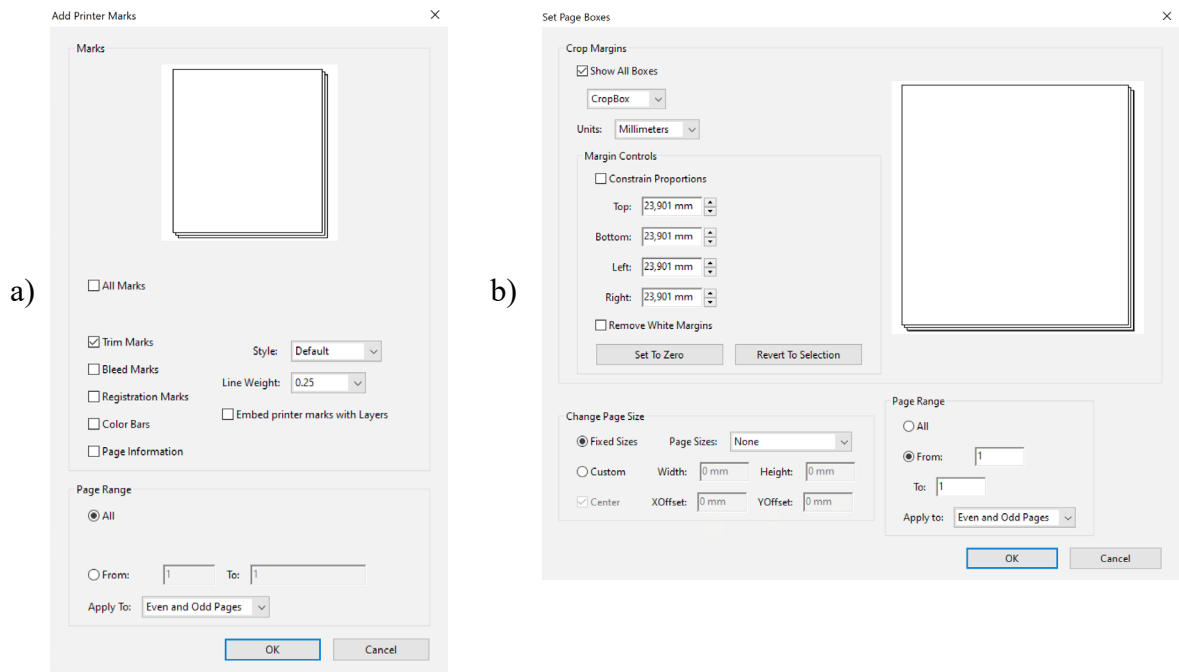 a)
Add Printer Marks
Marks
All Marks
Trim Marks
Style: Default
Bleed Marks
Line Weight: 0.25
Registration Marks
Embed printer marks with Layers
Color Bars
Page Information
Page Range
All
From: 1 To: 1
Apply To: Even and Odd Pages
OK Cancel
b)
Set Page Boxes
Crop Margins
Show All Boxes
CropBox
Units: Millimeters
Margin Controls
Constrain Proportions
Top: 23,901 mm
Bottom: 23,901 mm
Left: 23,901 mm
Right: 23,901 mm
Remove White Margins
Set To Zero Revert To Selection
Change Page Size
Fixed Sizes Page Sizes: None
Custom Width: 0 mm Height: 0 mm
Center XOffset: 0 mm YOffset: 0 mm
Page Range
All
From: 1
To: 1
Apply to: Even and Odd Pages
OK Cancel